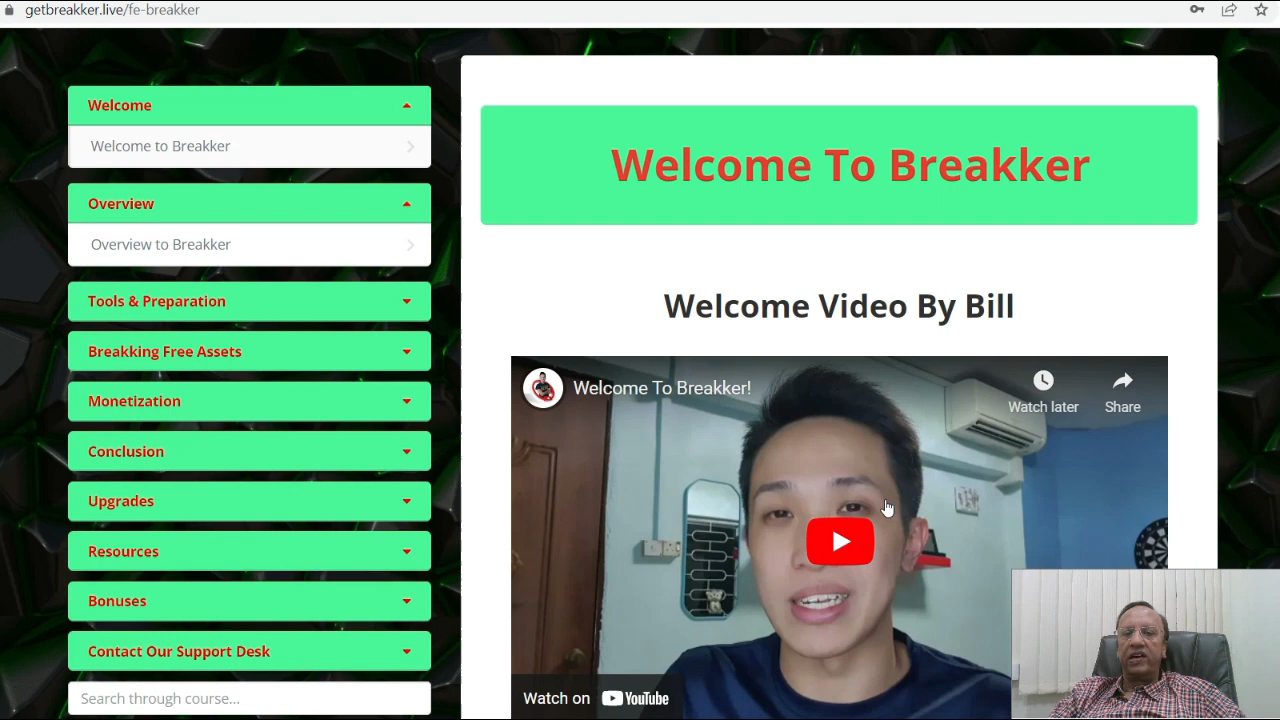 getbreakker.live/fe-breakker
Welcome
Welcome to Breakker
Overview
Overview to Breakker
Tools & Preparation
Breakking Free Assets
Monetization
Conclusion
Upgrades
Resources
Bonuses
Contact Our Support Desk
Search through course...
Welcome To Breakker
Welcome Video By Bill
Welcome To Breakker!
Watch later
Share
Watch on YouTube